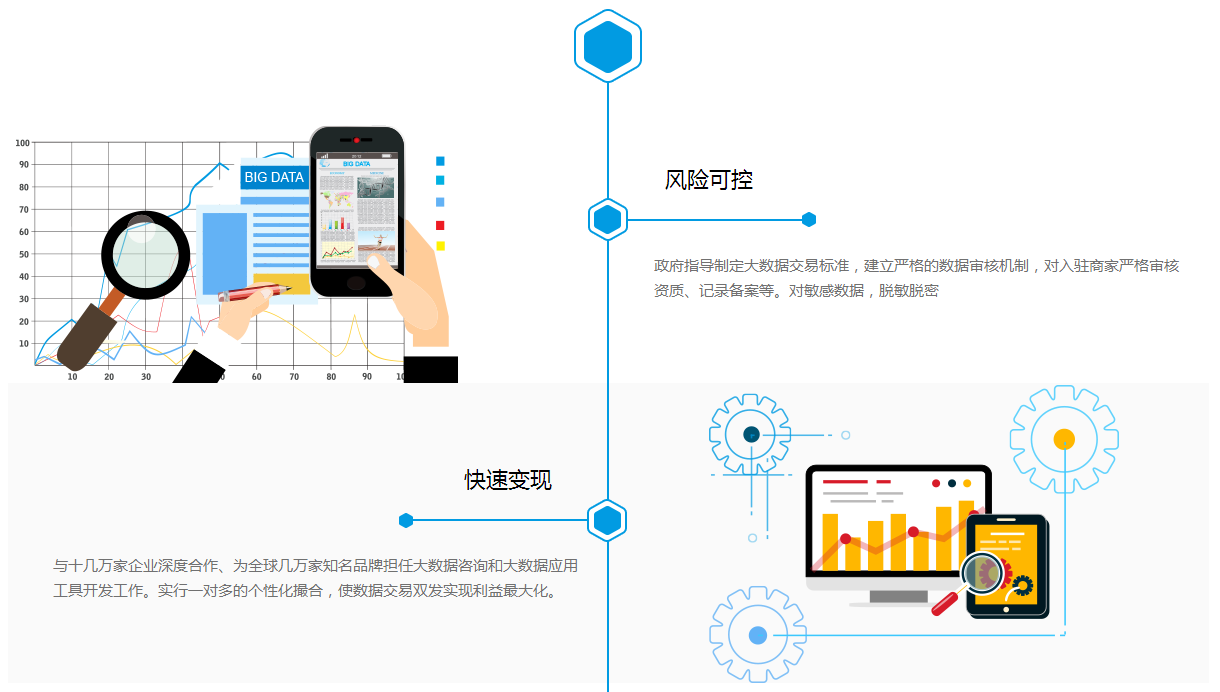 风险可控
政府指导制定大数据交易标准，建立严格的数据审核机制，对入驻商家严格审核
资质、记录备案等。对敏感数据，脱敏脱密
100
90
80
70
60
50
40
30
20
10
10
20
30
60
70
80
90
BIG DATA
20:12
BIG DATA
快速变现
与十几万家企业深度合作、为全球几万家知名品牌担任大数据咨询和大数据应用
工具开发工作。实行一对多的个性化撮合，使数据交易双发实现利益最大化。